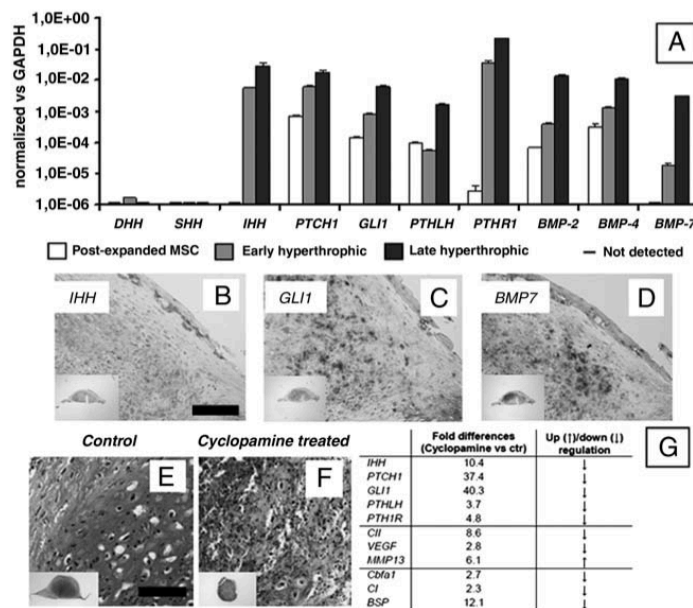 A
normalized vs GAPDH
1,0E+00
1,0E-01
1,0E-02
1,0E-03
1,0E-04
1,0E-05
1,0E-06
DHH SHH IHH PTCH1 GLI1 PTHLH PTHR1 BMP-2 BMP-4 BMP-7
Post-expanded MSC Early hyperthrophic Late hyperthrophic – Not detected
IHH B GLI1 C BMP7 D
Control Cyclopamine treated
E F G
Fold differences (Cyclopamine vs ctr) Up (↑)/down (↓) regulation
IHH 10.4 ↓
PTCH1 37.4 ↓
GLI1 40.3 ↓
PTHLH 3.7 ↓
PTH1R 4.8 ↓
CII 8.6 ↓
VEGF 2.8 ↓
MMP13 6.1 ↓
Cbfa1 2.7 ↓
CI 2.3 ↓
BSP 12.1 ↓